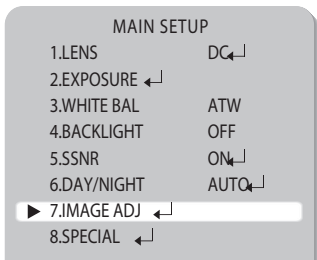 MAIN SETUP
1.LENS DC↵
2.EXPOSURE ↵
3.WHITE BAL ATW
4.BACKLIGHT OFF
5.SSNR ON↵
6.DAY/NIGHT AUTO↵
▶ 7.IMAGE ADJ ↵
8.SPECIAL ↵